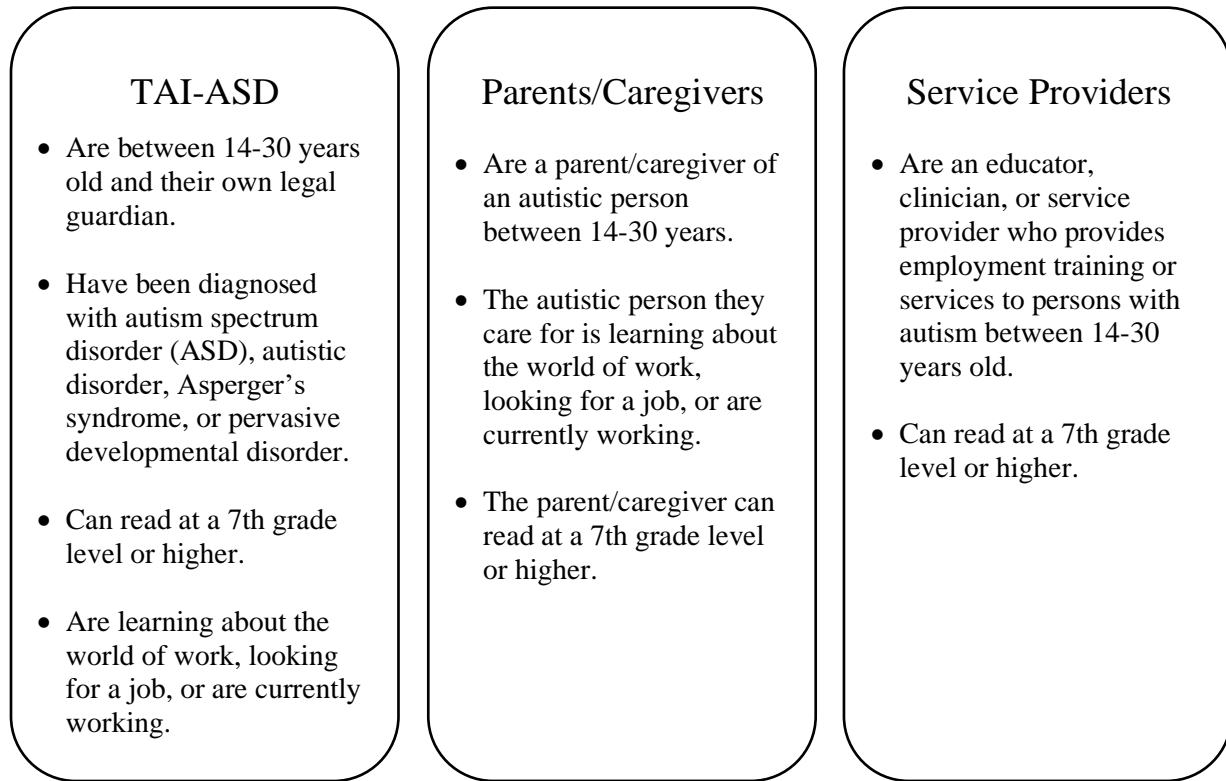 TAI-ASD
• Are between 14-30 years
old and their own legal
guardian.
• Have been diagnosed
with autism spectrum
disorder (ASD), autistic
disorder, Asperger’s
syndrome, or pervasive
developmental disorder.
• Can read at a 7th grade
level or higher.
• Are learning about the
world of work, looking
for a job, or are currently
working.
Parents/Caregivers
• Are a parent/caregiver of
an autistic person
between 14-30 years.
• The autistic person they
care for is learning about
the world of work,
looking for a job, or are
currently working.
• The parent/caregiver can
read at a 7th grade level
or higher.
Service Providers
• Are an educator,
clinician, or service
provider who provides
employment training or
services to persons with
autism between 14-30
years old.
• Can read at a 7th grade
level or higher.